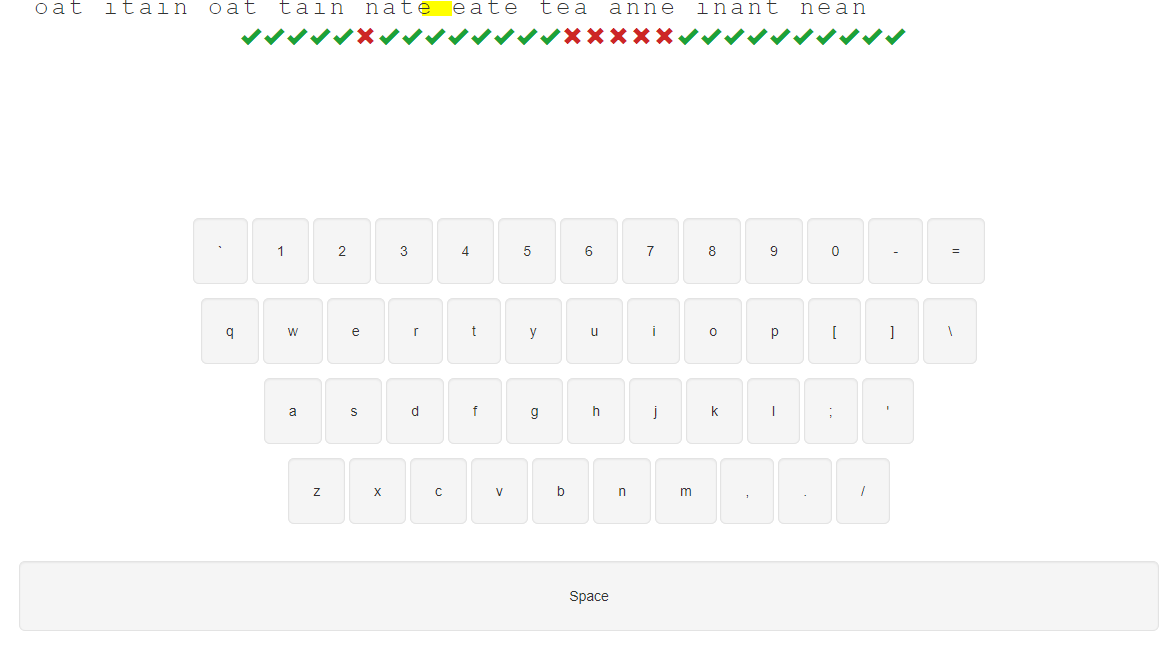 oat itain oat tain nate eate tea anne inant nean
` 1 2 3 4 5 6 7 8 9 0 - =
q w e r t y u i o p [ ] \
a s d f g h j k l ; '
z x c v b n m , . /
Space